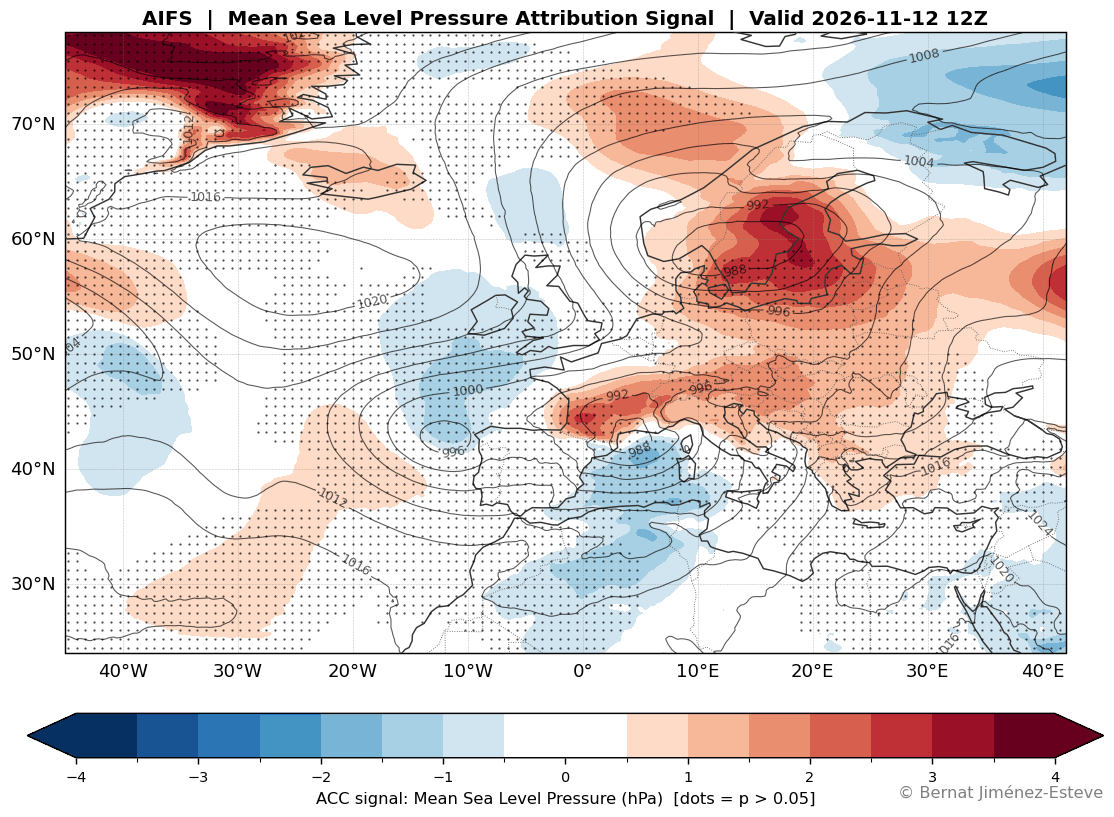 AIFS | Mean Sea Level Pressure Attribution Signal | Valid 2026-11-12 12Z
1008
70°N
1012
1004
1016
992
60°N
988
1020
996
50°N
1000
992
996
988
40°N
996
1016
1012
1024
1016
1020
30°N
40°W 30°W 20°W 10°W 0° 10°E 20°E 30°E 40°E
−4 −3 −2 −1 0 1 2 3 4
ACC signal: Mean Sea Level Pressure (hPa) [dots = p > 0.05]
© Bernat Jiménez-Esteve